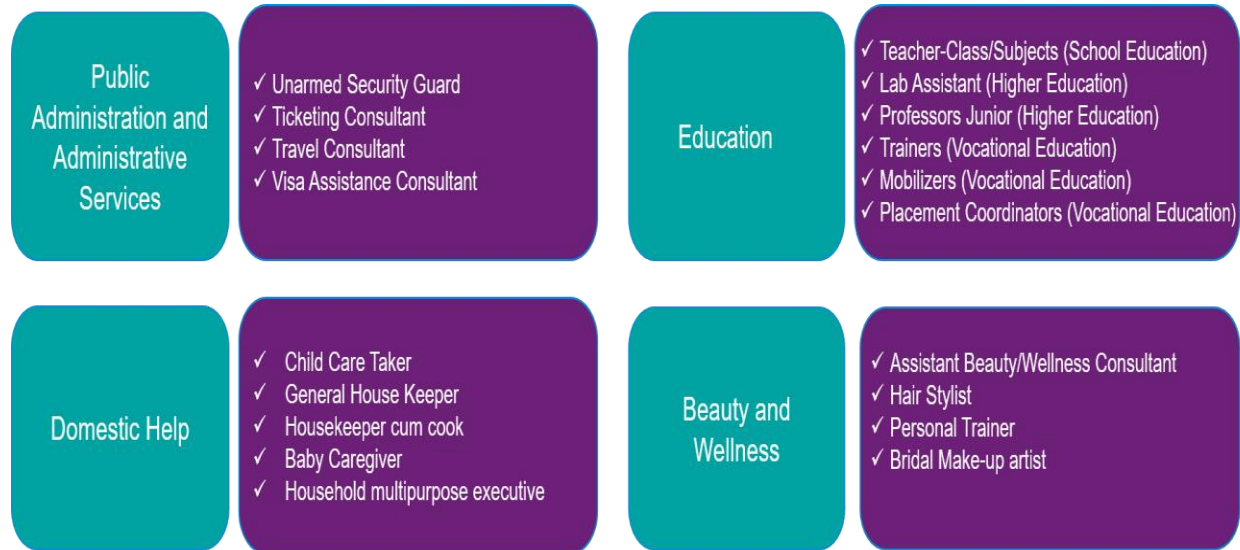 Public
Administration and
Administrative
Services
✓ Unarmed Security Guard
✓ Ticketing Consultant
✓ Travel Consultant
✓ Visa Assistance Consultant
Education
✓ Teacher-Class/Subjects (School Education)
✓ Lab Assistant (Higher Education)
✓ Professors Junior (Higher Education)
✓ Trainers (Vocational Education)
✓ Mobilizers (Vocational Education)
✓ Placement Coordinators (Vocational Education)
Domestic Help
✓ Child Care Taker
✓ General House Keeper
✓ Housekeeper cum cook
✓ Baby Caregiver
✓ Household multipurpose executive
Beauty and
Wellness
✓ Assistant Beauty/Wellness Consultant
✓ Hair Stylist
✓ Personal Trainer
✓ Bridal Make-up artist